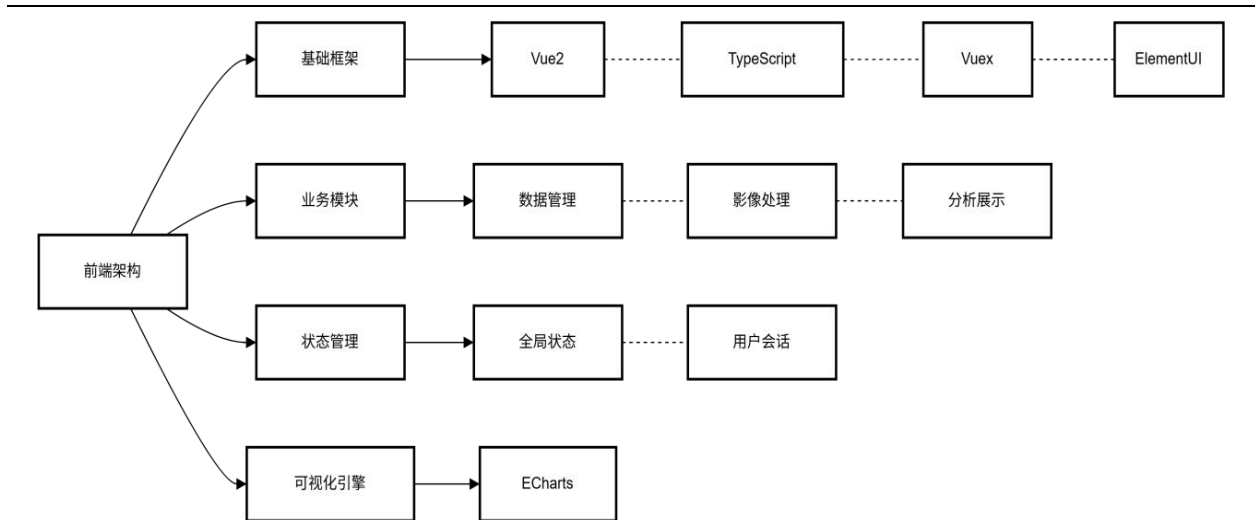 基础框架
Vue2
TypeScript
Vuex
ElementUI
业务模块
数据管理
影像处理
分析展示
前端架构
状态管理
全局状态
用户会话
可视化引擎
ECharts